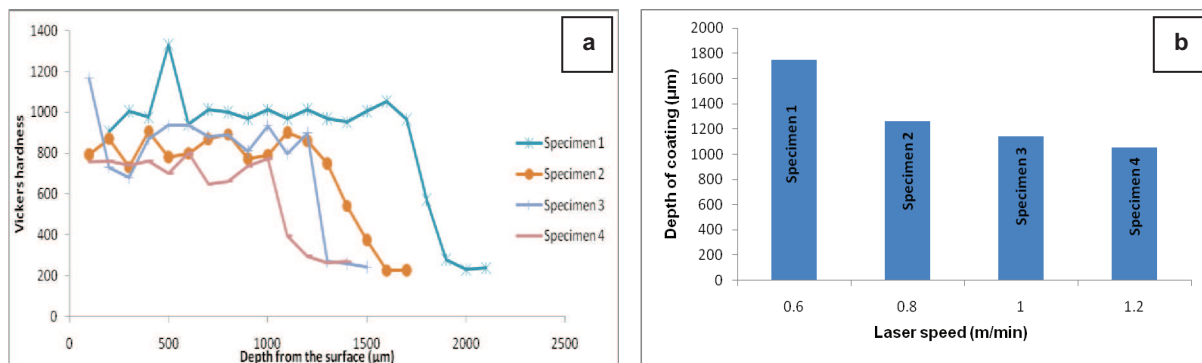 a
1400
1200
1000
800
600
400
200
0
Vickers hardness
0 500 1000 1500 2000 2500
Depth from the surface (µm)
Specimen 1
Specimen 2
Specimen 3
Specimen 4
b
2000
1800
1600
1400
1200
1000
800
600
400
200
0
Depth of coating (µm)
Specimen 1
Specimen 2
Specimen 3
Specimen 4
0.6 0.8 1 1.2
Laser speed (m/min)